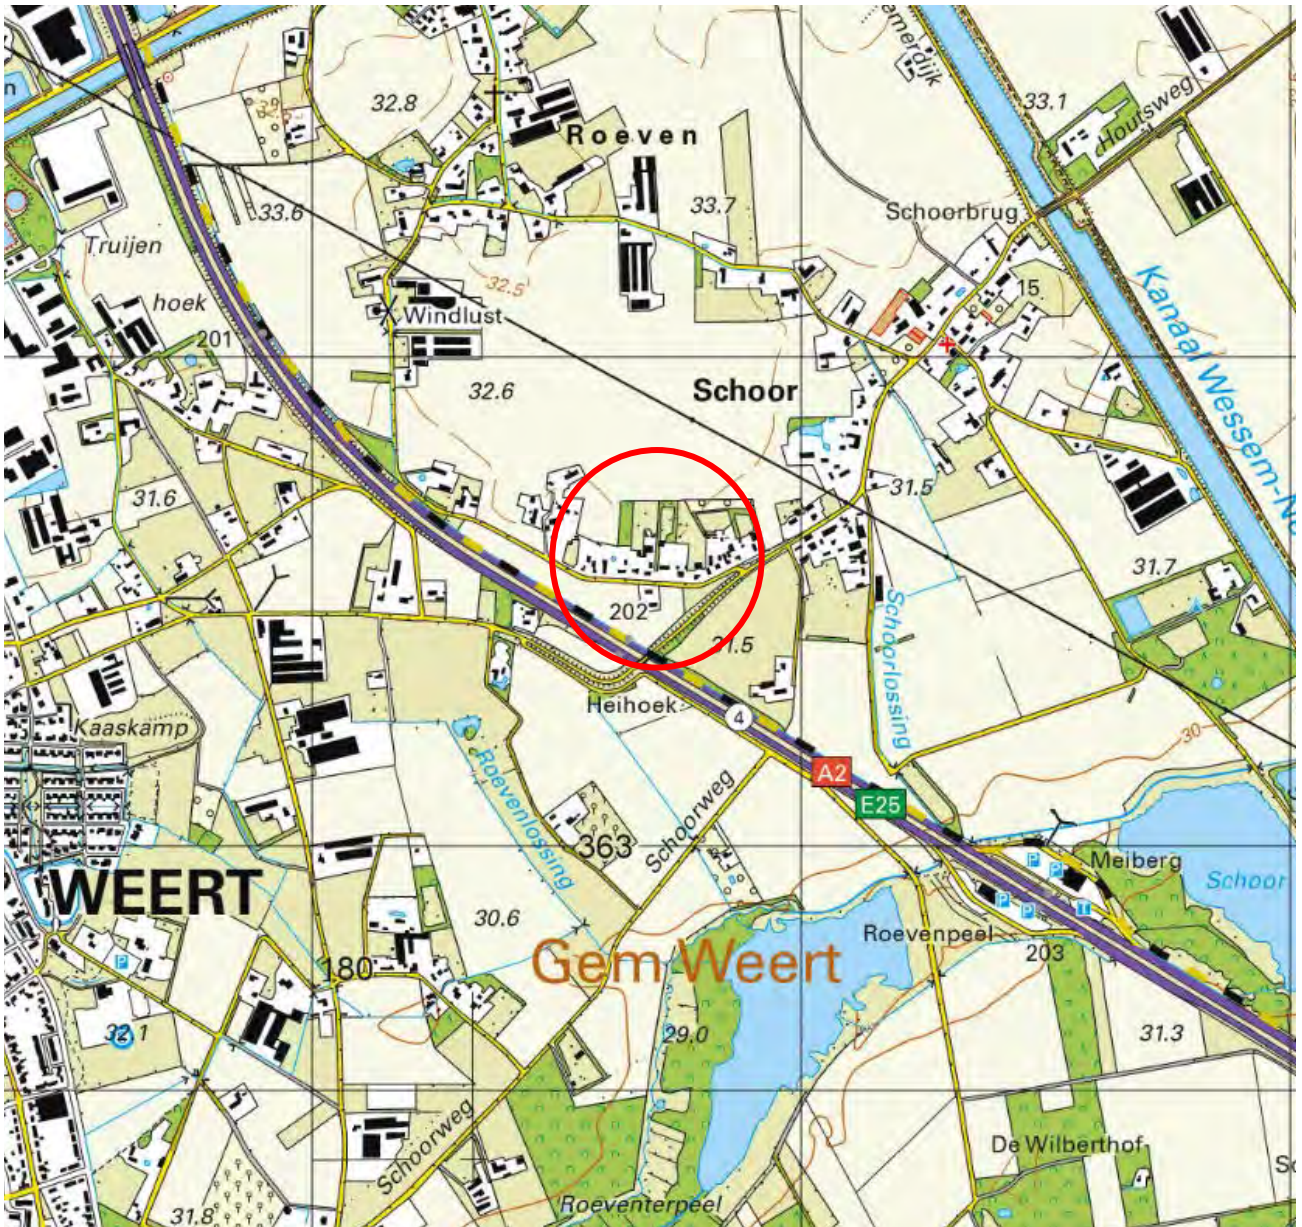 amerdijk
32.8
33.1
Houtsweg
Roeven
n
33.6
33.7
Schoorbrug
Truijen
32.5
15
hoek
Windlust
Kanaal Wessem-No
201
32.6
Schoor
31.6
31.5
31.7
202
31.5
Schoorlossing
Heihoek
4
Kaaskamp
30
A2
Roevenlossing
E25
Schoorweg
363
Meiberg
P
P
WEERT
30.6
Schoor
P
P
T
Roevenpeel
203
P
180
Gem Weert
32.1
29.0
31.3
Schoorweg
De Wilberthof
Sc
31.8
Roeventerpeel